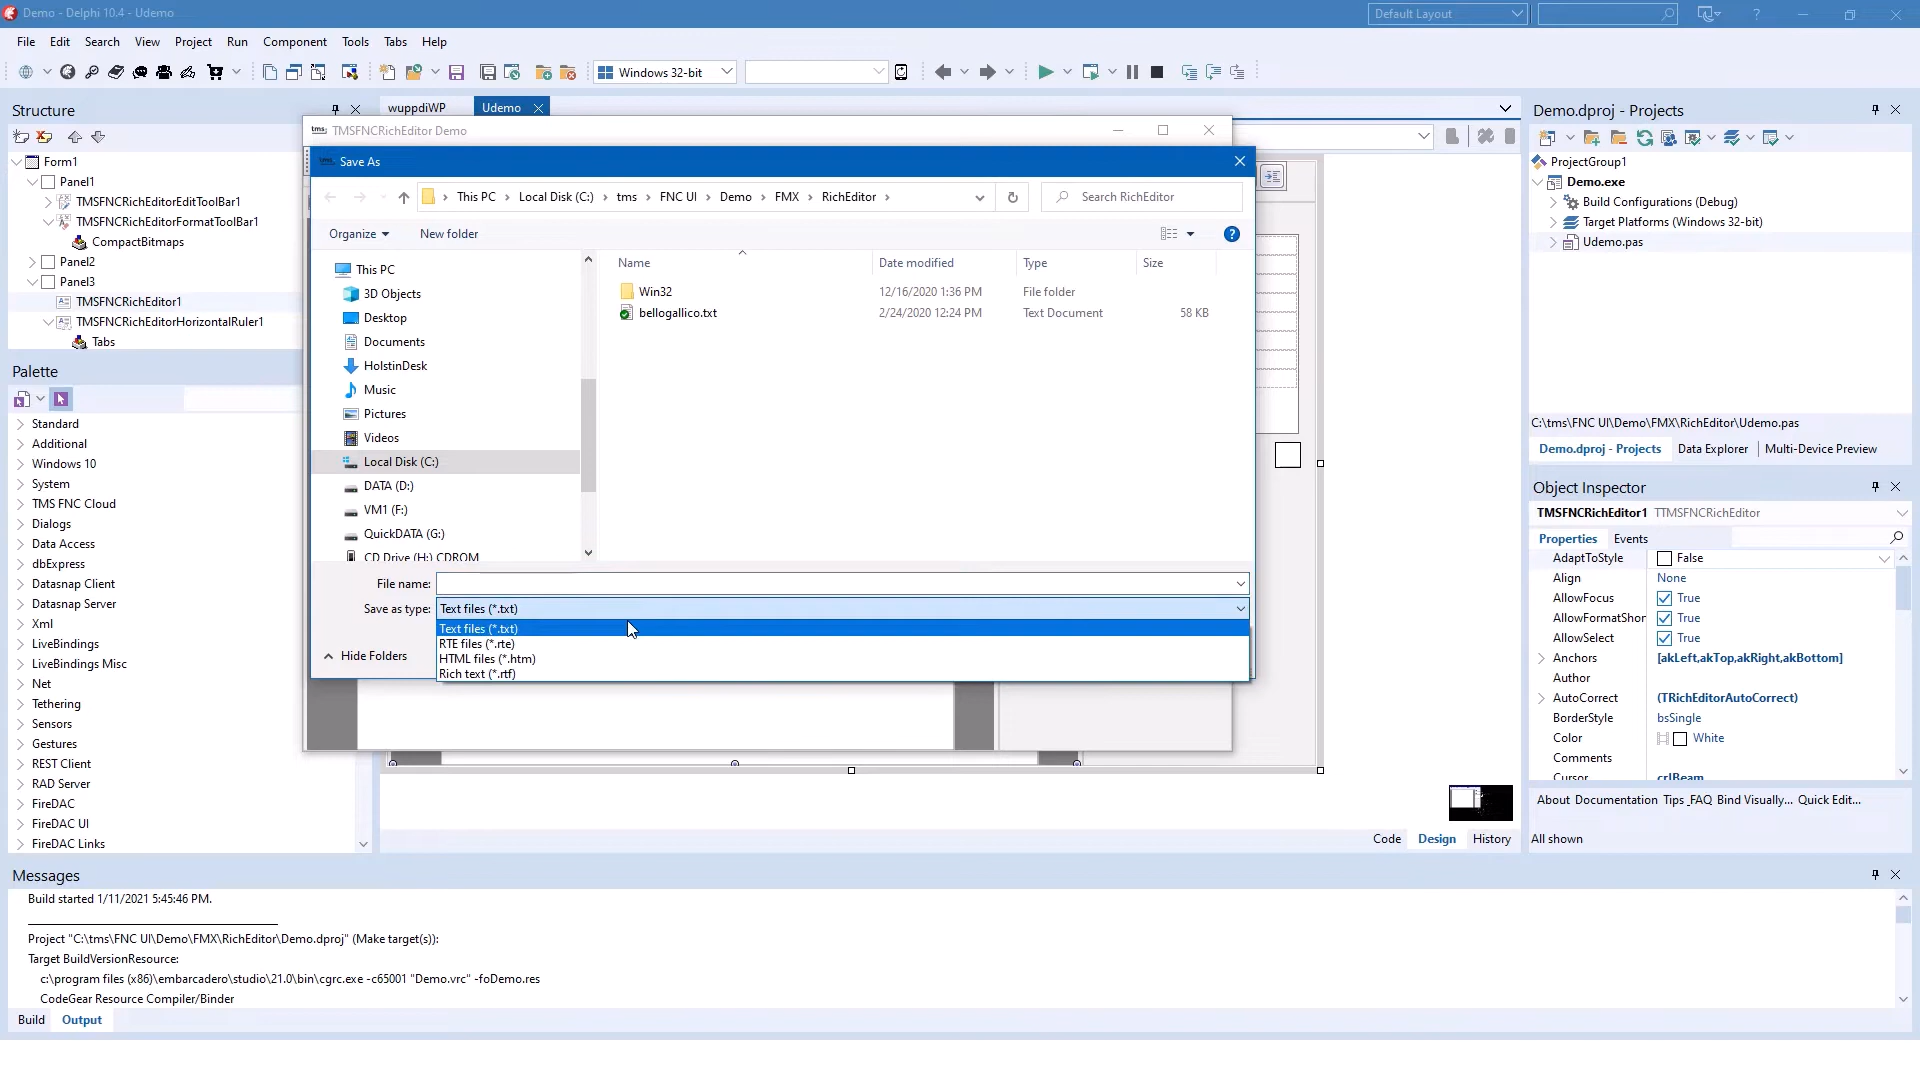 Demo - Delphi 10.4 - Udemo
Default Layout
File Edit Search View Project Run Component Tools Tabs Help
Windows 32-bit
Structure
wuppdiWP
Udemo
Form1
Panel1
TMSFNCRichEditorEditToolBar1
TMSFNCRichEditorFormatToolBar1
CompactBitmaps
Panel2
Panel3
TMSFNCRichEditor1
TMSFNCRichEditorHorizontalRuler1
Tabs
Palette
Standard
Additional
Windows 10
System
TMS FNC Cloud
Dialogs
Data Access
dbExpress
Datasnap Client
Datasnap Server
Xml
LiveBindings
LiveBindings Misc
Net
Tethering
Sensors
Gestures
REST Client
RAD Server
FireDAC
FireDAC UI
FireDAC Links
tms TMSFNCRichEditor Demo
Save As
This PC > Local Disk (C:) > tms > FNC UI > Demo > FMX > RichEditor >
Search RichEditor
Organize
New folder
This PC
3D Objects
Desktop
Documents
HolstinDesk
Music
Pictures
Videos
Local Disk (C:)
DATA (D:)
VM1 (F:)
QuickDATA (G:)
CD Drive (H:) CDROM
Name Date modified Type Size
Win32 12/16/2020 1:36 PM File folder
bellogallico.txt 2/24/2020 12:24 PM Text Document 58 KB
File name:
Save as type: Text files (*.txt)
Text files (*.txt)
RTE files (*.rte)
HTML files (*.htm)
Rich text (*.rtf)
Hide Folders
Code Design History
Demo.dproj - Projects
ProjectGroup1
Demo.exe
Build Configurations (Debug)
Target Platforms (Windows 32-bit)
Udemo.pas
C:\tms\FNC UI\Demo\FMX\RichEditor\Udemo.pas
Demo.dproj - Projects Data Explorer Multi-Device Preview
Object Inspector
TMSFNCRichEditor1 TTMSFNCRichEditor
Properties Events
AdaptToStyle False
Align None
AllowFocus True
AllowFormatShor True
AllowSelect True
Anchors [akLeft,akTop,akRight,akBottom]
Author
AutoCorrect (TRichEditorAutoCorrect)
BorderStyle bsSingle
Color White
Comments
Cursor crIBeam
About Documentation Tips_FAQ Bind Visually... Quick Edit...
All shown
Messages
Build started 1/11/2021 5:45:46 PM.
Project "C:\tms\FNC UI\Demo\FMX\RichEditor\Demo.dproj" (Make target(s)):
Target BuildVersionResource:
c:\program files (x86)\embarcadero\studio\21.0\bin\cgrc.exe -c65001 "Demo.vrc" -foDemo.res
CodeGear Resource Compiler/Binder
Build Output